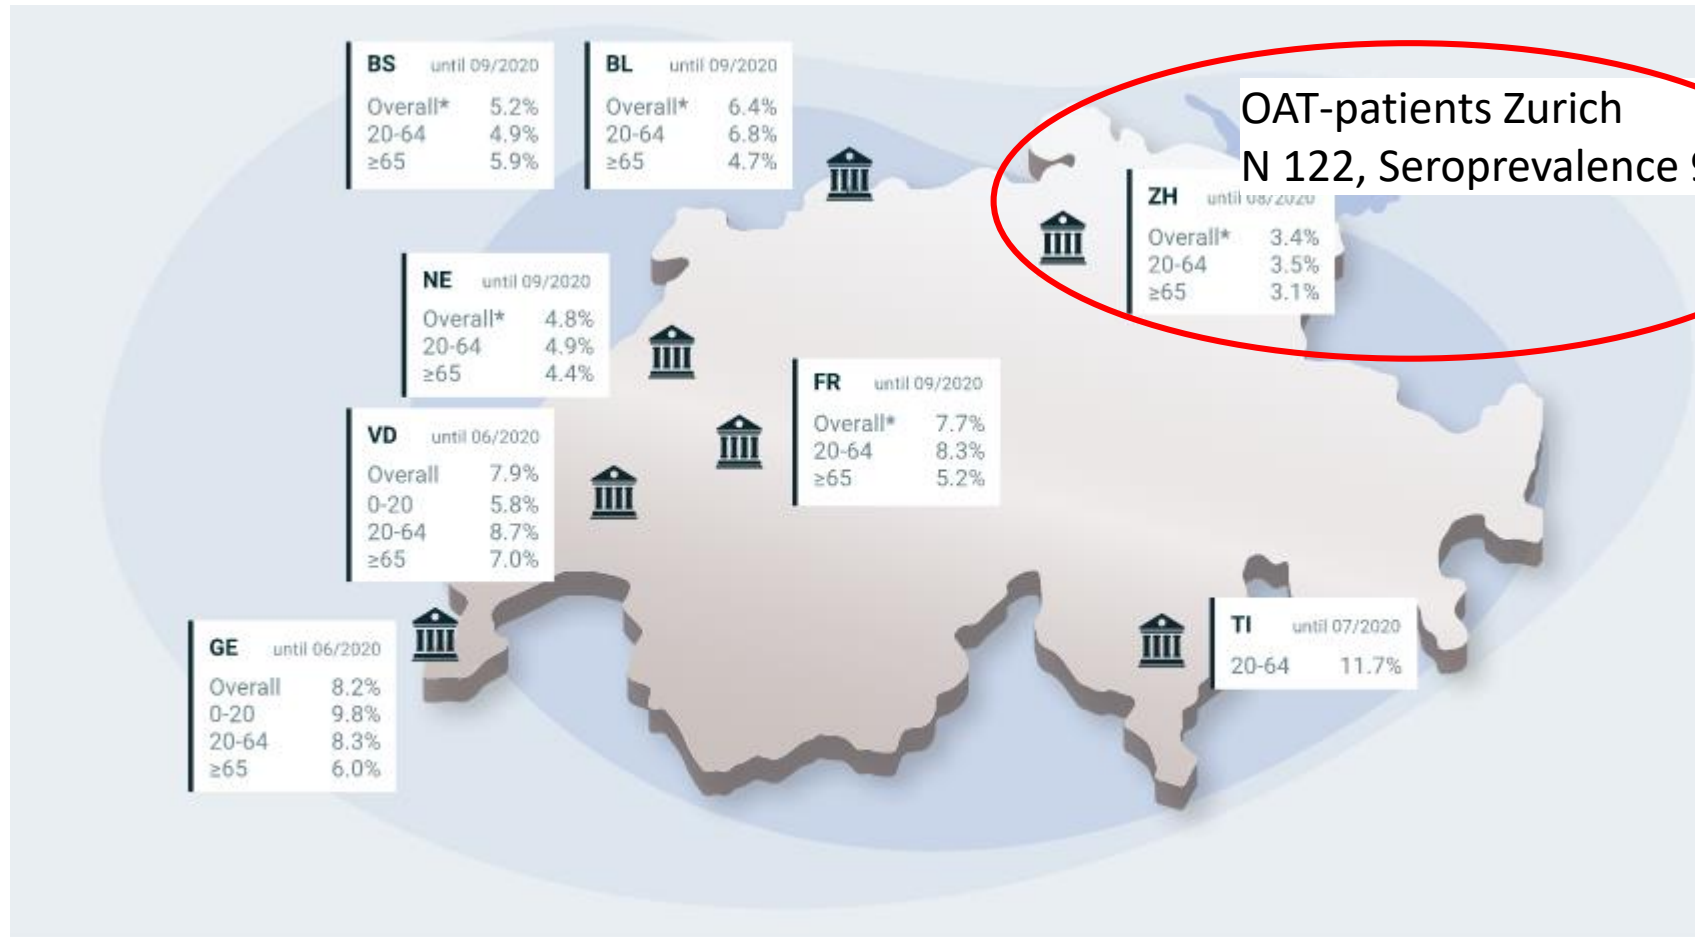 BS until 09/2020
Overall* 5.2%
20-64 4.9%
≥65 5.9%
BL until 09/2020
Overall* 6.4%
20-64 6.8%
≥65 4.7%
OAT-patients Zurich
N 122, Seroprevalence
ZH until 08/2020
Overall* 3.4%
20-64 3.5%
≥65 3.1%
NE until 09/2020
Overall* 4.8%
20-64 4.9%
≥65 4.4%
FR until 09/2020
Overall* 7.7%
20-64 8.3%
≥65 5.2%
VD until 06/2020
Overall 7.9%
0-20 5.8%
20-64 8.7%
≥65 7.0%
GE until 06/2020
Overall 8.2%
0-20 9.8%
20-64 8.3%
≥65 6.0%
TI until 07/2020
20-64 11.7%